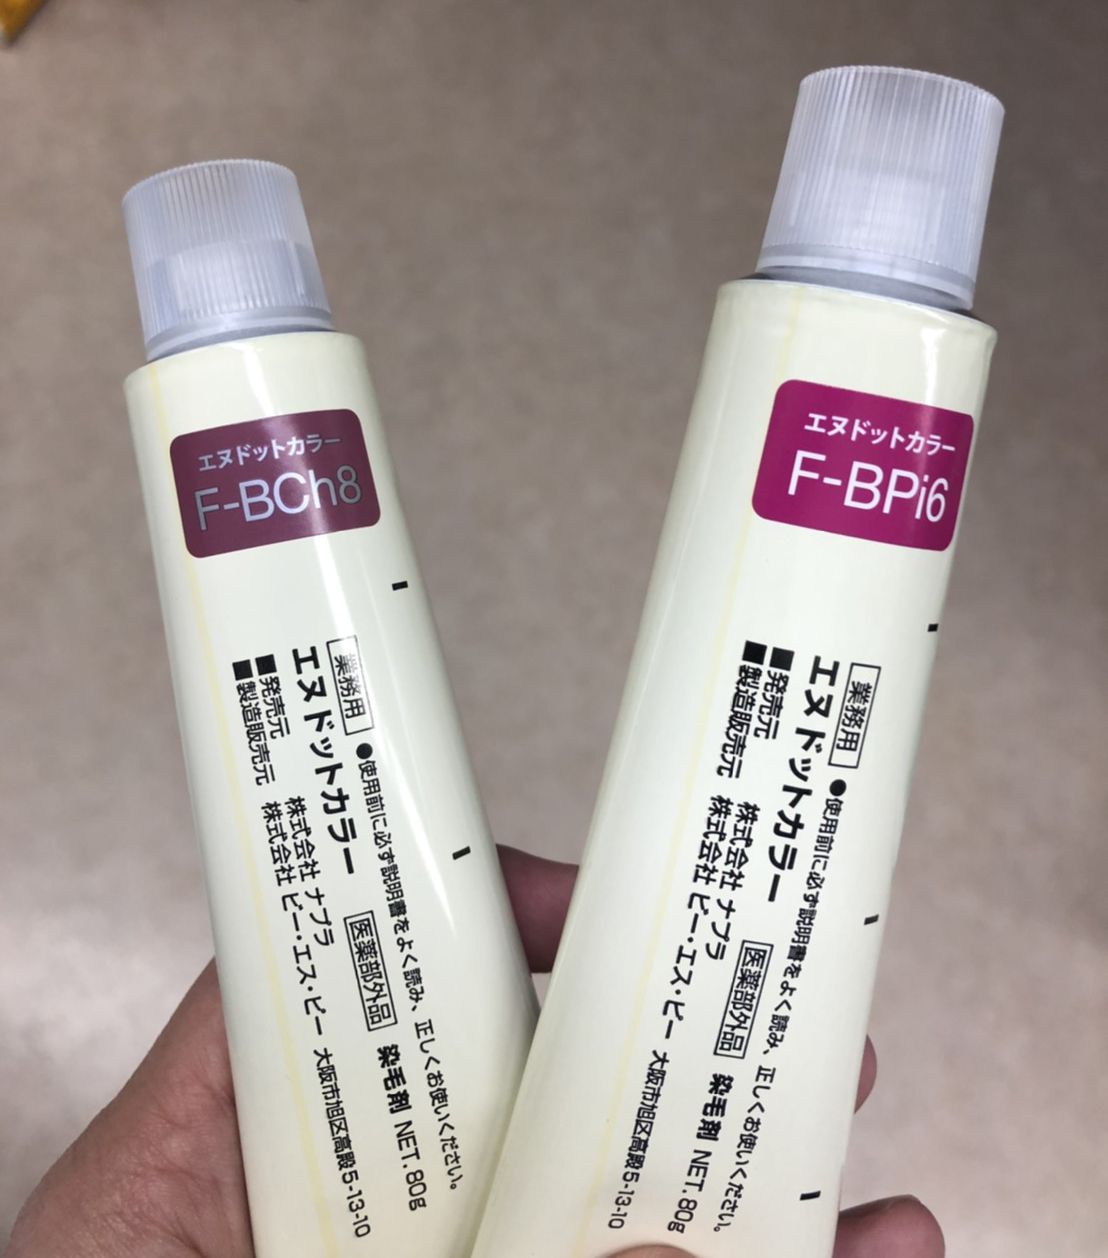 エヌドットカラー
F-BCh8
業務用
●使用前に必ず説明書をよく読み、正しくお使いください。
エヌドットカラー 医薬部外品 染毛剤 NET.80g
■発売元 株式会社 ナプラ
■製造販売元 株式会社 ビー・エス・ピー 大阪市旭区高殿5-13-10
エヌドットカラー
F-BPi6
業務用
●使用前に必ず説明書をよく読み、正しくお使いください。
エヌドットカラー 医薬部外品 染毛剤 NET.80g
■発売元 株式会社 ナプラ
■製造販売元 株式会社 ビー・エス・ピー 大阪市旭区高殿5-13-10